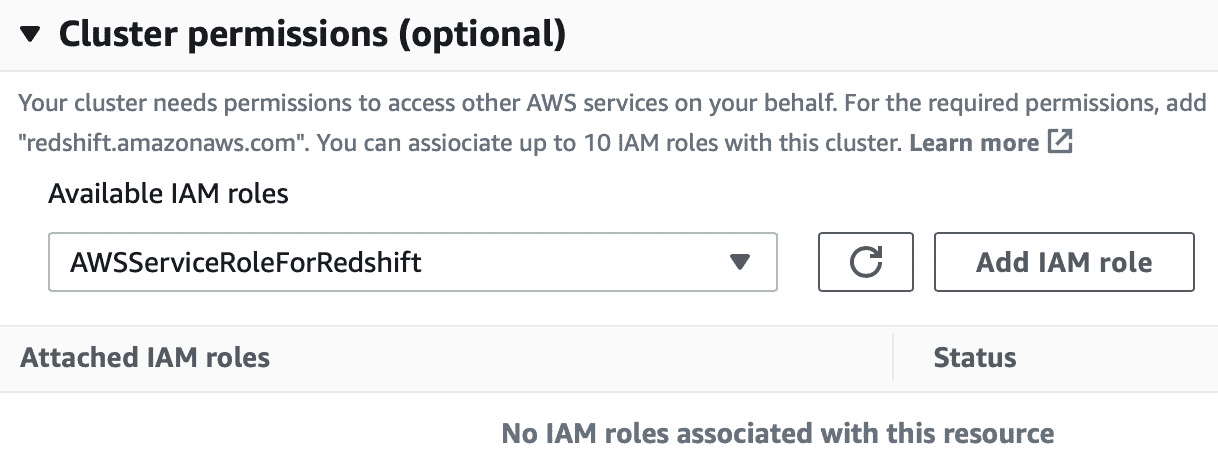 Cluster permissions (optional)
Your cluster needs permissions to access other AWS services on your behalf. For the required permissions, add
"redshift.amazonaws.com". You can assiociate up to 10 IAM roles with this cluster. Learn more
Available IAM roles
AWSServiceRoleForRedshift
Add IAM role
Attached IAM roles
Status
No IAM roles associated with this resource